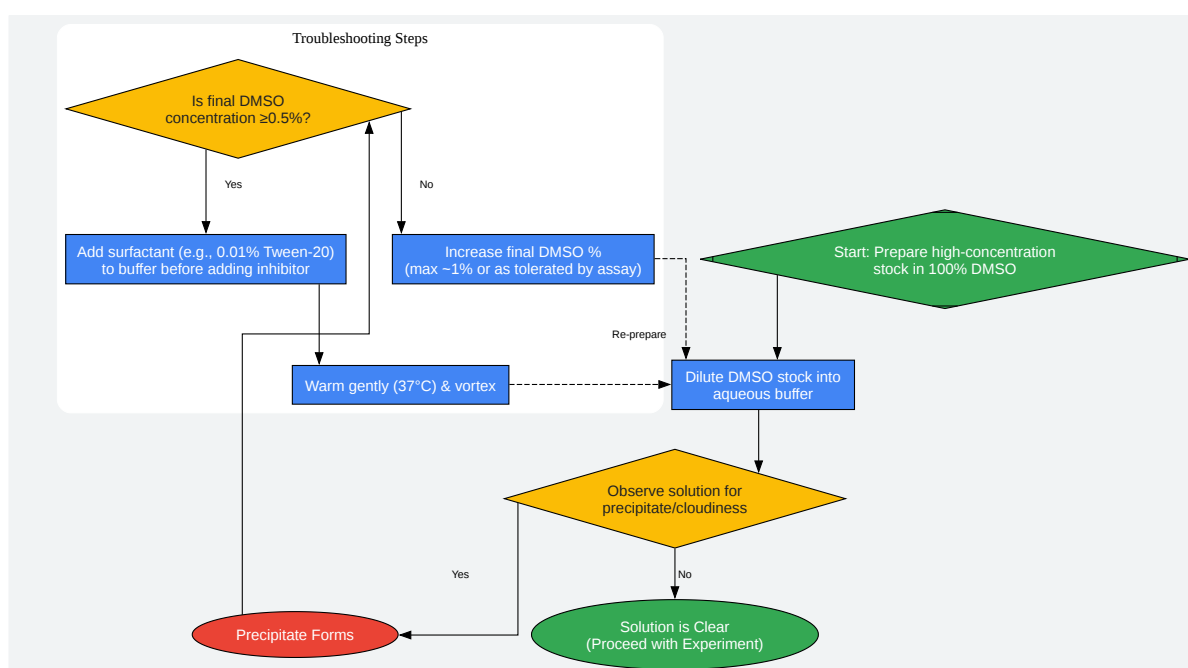 Troubleshooting Steps
Is final DMSO
concentration ≥0.5%?
Yes
No
Add surfactant (e.g., 0.01% Tween-20)
to buffer before adding inhibitor
Increase final DMSO %
(max ~1% or as tolerated by assay)
Start: Prepare high-concentration
stock in 100% DMSO
Re-prepare
Warm gently (37°C) & vortex
Dilute DMSO stock into
aqueous buffer
Observe solution for
precipitate/cloudiness
Yes
No
Precipitate Forms
Solution is Clear
(Proceed with Experiment)